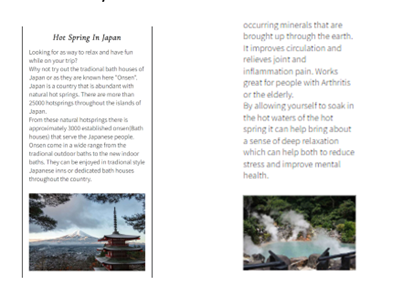 Hot Spring In Japan
Looking for as way to relax and have fun
while on your trip?
Why not try out the tradional bath houses of
Japan or as they are known here "Onsen".
Japan is a country that is abundant with
natural hot springs. There are more than
25000 hotspnings throughout the islands of
Japan.
From these natural hotsprings there is
approximately 3000 established onsen(Bath
houses) that serve the Japanese people.
Onsen come in a wide range from the
tradional outdoor baths to the new indoor
baths. They can be enjoyed in tradional style
Japanese inns or dedicated bath houses
throughout the country.
occurring minerals that are
brought up through the earth.
It improves circulation and
relieves joint and
inflammation pain. Works
great for people with Arthritis
or the elderly.
By allowing yourself to soak in
the hot waters of the hot
spring it can help bring about
a sense of deep relaxation
which can help both to reduce
stress and improve mental
health.